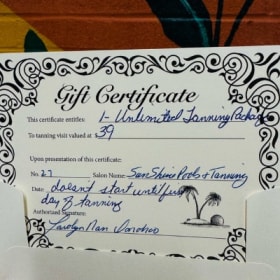 Gift Certificate
This certificate entitles: 1- Unlimited Tanning Package
To tanning visit valued at $ 39
Upon presentation of this certificate:
No. 27 Salon Name: SunShine Pools + Tanning
Date: doesn't start until first
day of tanning
Authorized Signature: